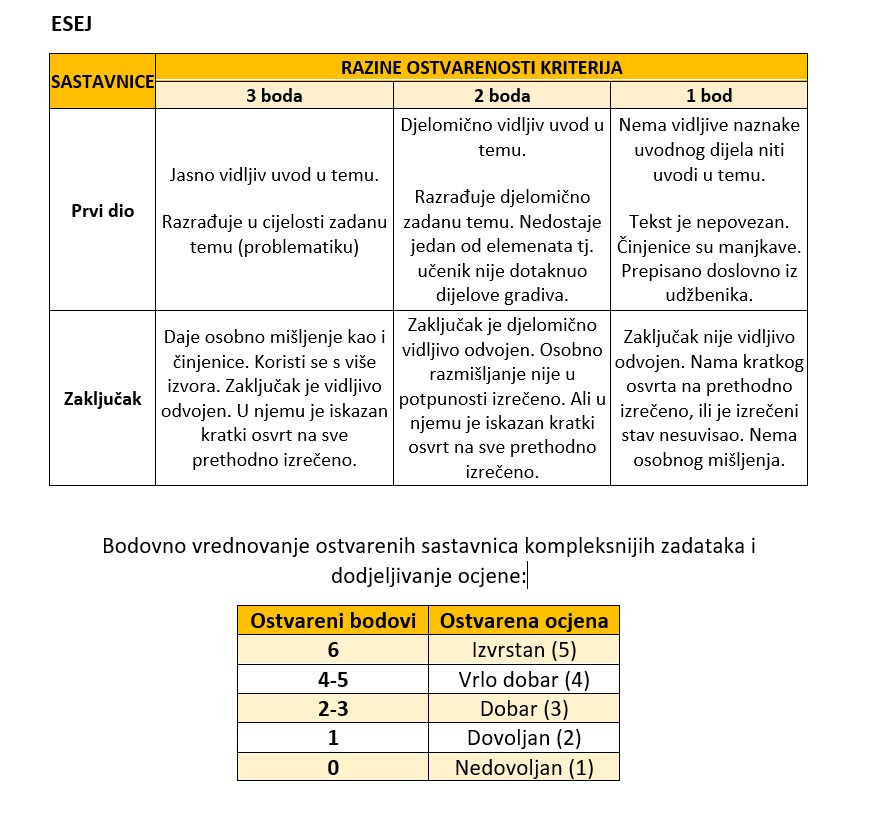 ESEJ
SASTAVNICE
RAZINE OSTVARENOSTI KRITERIJA
3 boda
2 boda
1 bod
Prvi dio
Jasno vidljiv uvod u temu.
Razrađuje u cijelosti zadanu
temu (problematiku)
Djelomično vidljiv uvod u
temu.
Razrađuje djelomično
zadanu temu. Nedostaje
jedan od elemenata tj.
učenik nije dotaknuo
dijelove gradiva.
Nema vidljive naznake
uvodnog dijela niti
uvodi u temu.
Tekst je nepovezan.
Činjenice su manjkave.
Prepisano doslovno iz
udžbenika.
Zaključak
Daje osobno mišljenje kao i
činjenice. Koristi se s više
izvora. Zaključak je vidljivo
odvojen. U njemu je iskazan
kratki osvrt na sve
prethodno izrečeno.
Zaključak je djelomično
vidljivo odvojen. Osobno
razmišljanje nije u
potpunosti izrečeno. Ali u
njemu je iskazan kratki
osvrt na sve prethodno
izrečeno.
Zaključak nije vidljivo
odvojen. Nama kratkog
osvrta na prethodno
izrečeno, ili je izrečeni
stav nesuvisao. Nema
osobnog mišljenja.
Bodovno vrednovanje ostvarenih sastavnica kompleksnijih zadataka i
dodjeljivanje ocjene:
Ostvareni bodovi Ostvarena ocjena
6 Izvrstan (5)
4-5 Vrlo dobar (4)
2-3 Dobar (3)
1 Dovoljan (2)
0 Nedovoljan (1)